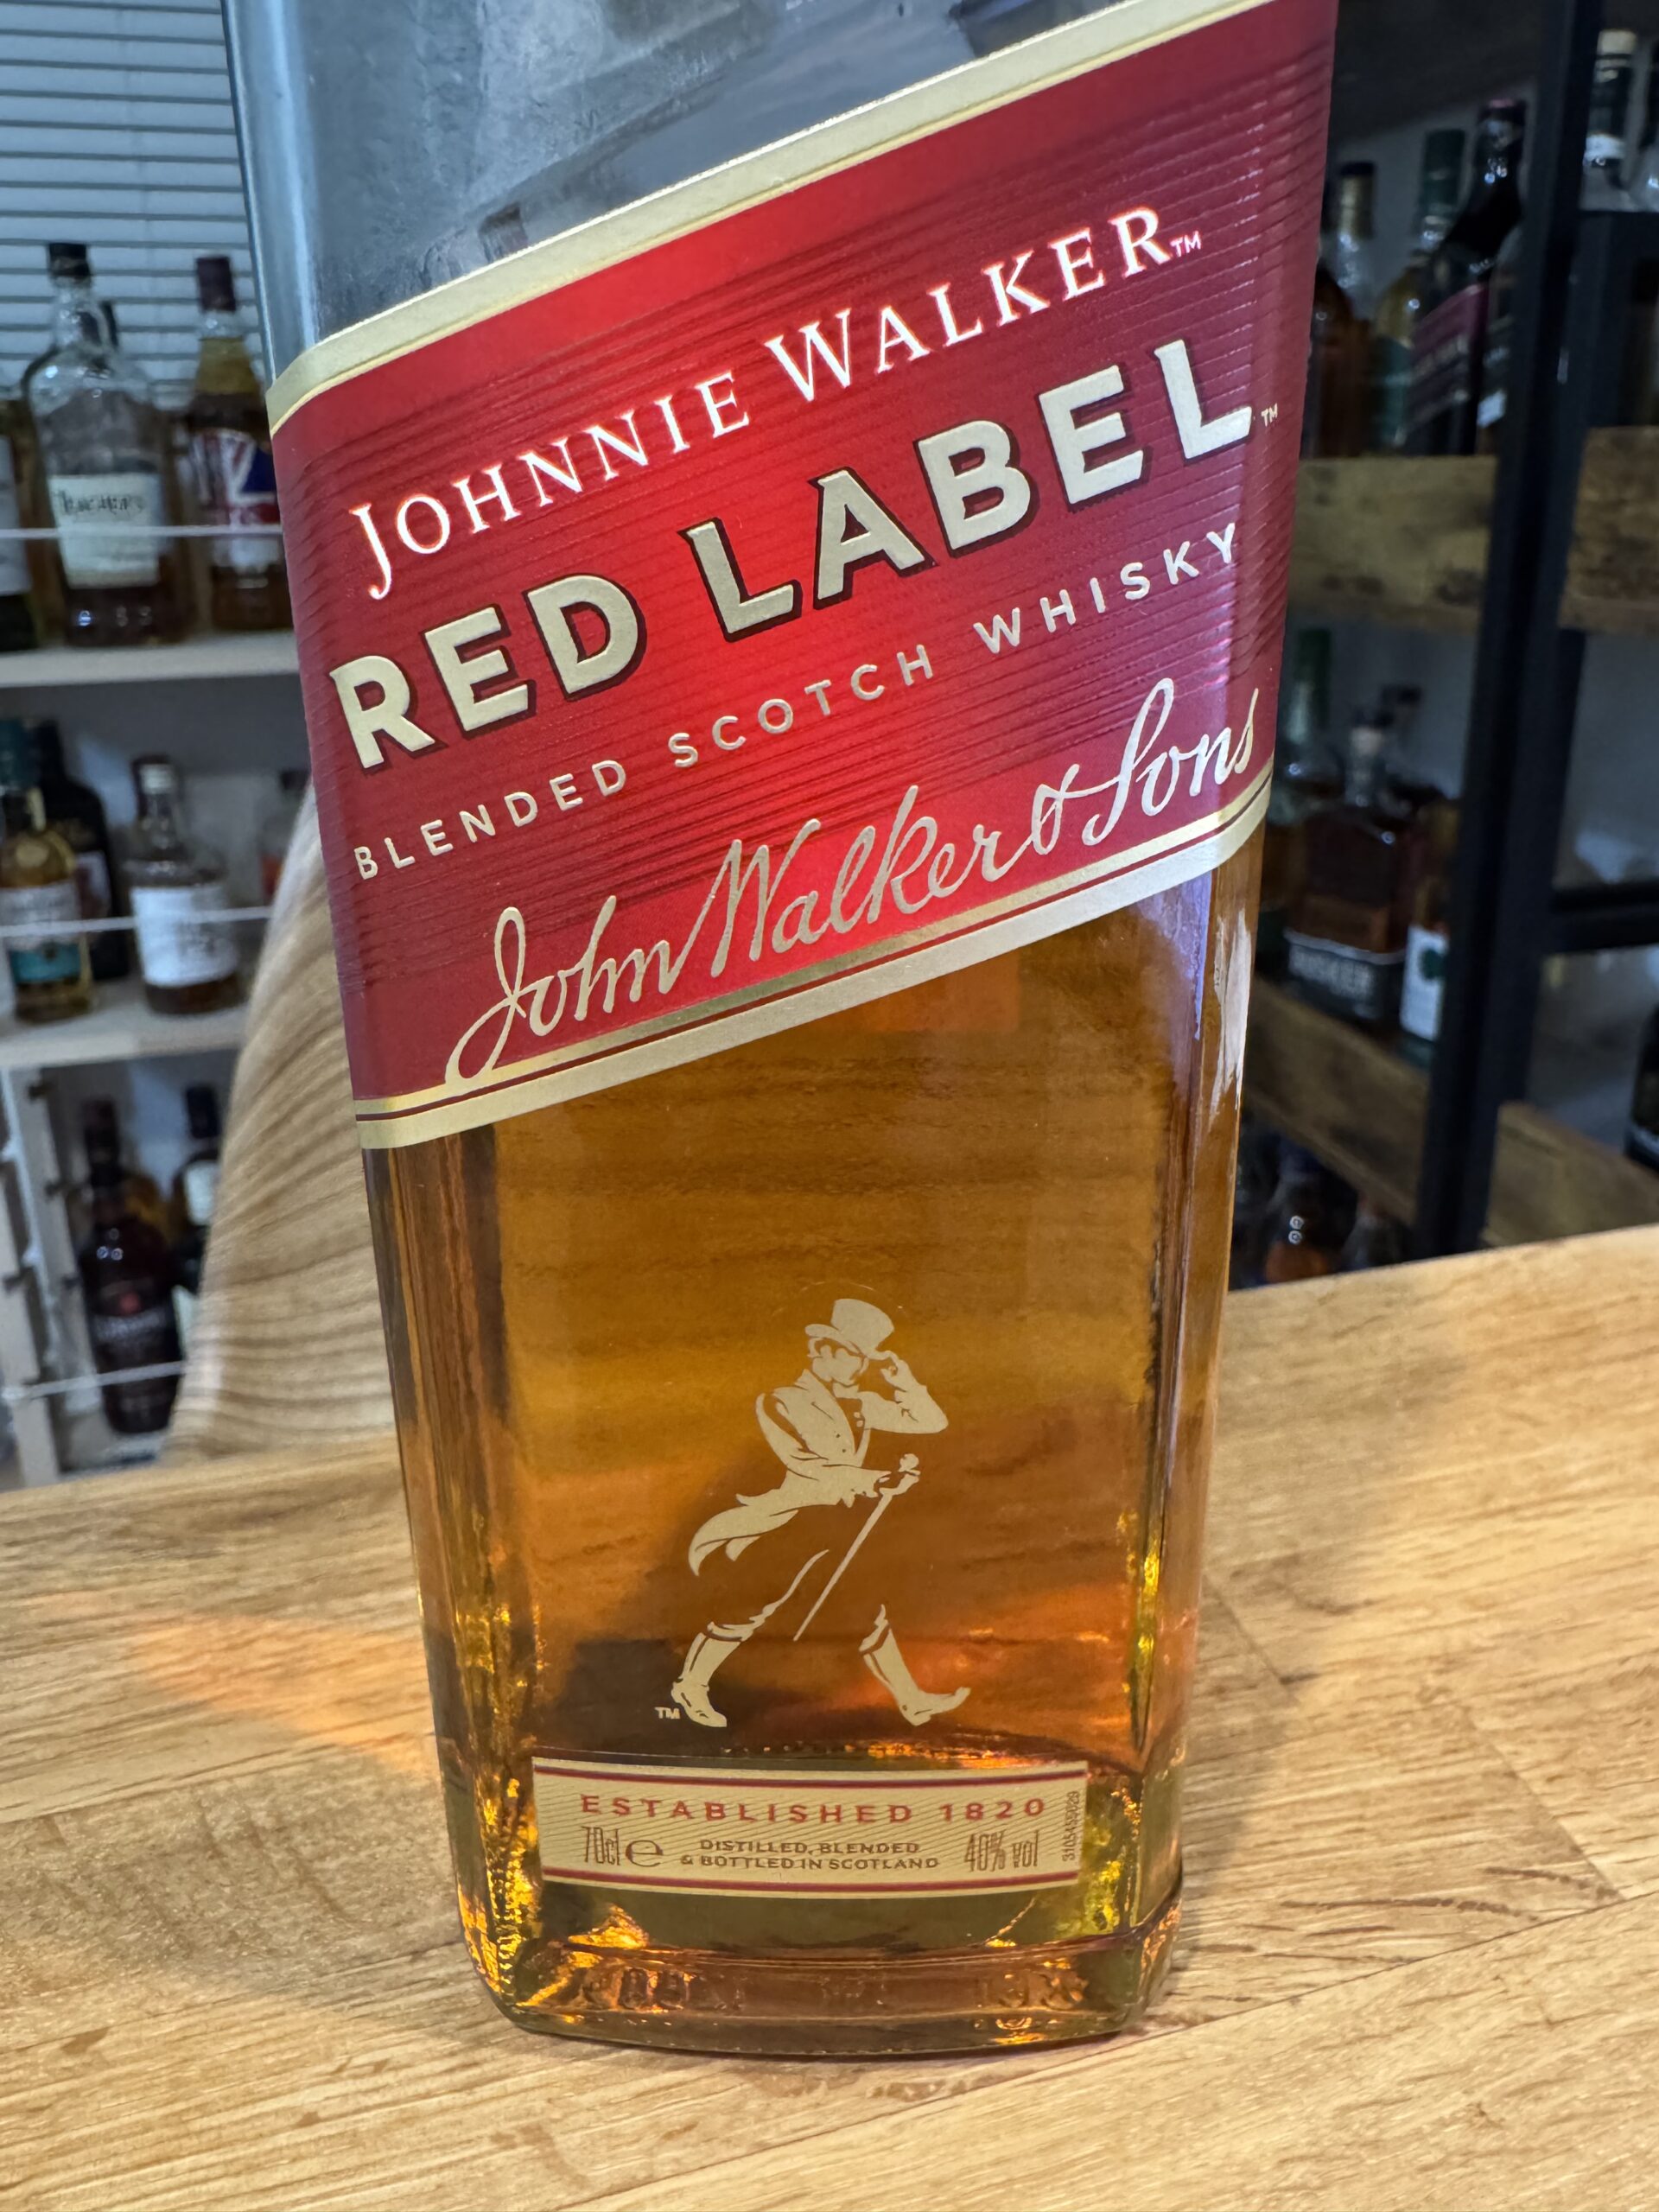 JOHNNIE WALKER™
RED LABEL™
BLENDED SCOTCH WHISKY
John Walker & Sons
TM
ESTABLISHED 1820
70cl e DISTILLED, BLENDED & BOTTLED IN SCOTLAND 40% vol